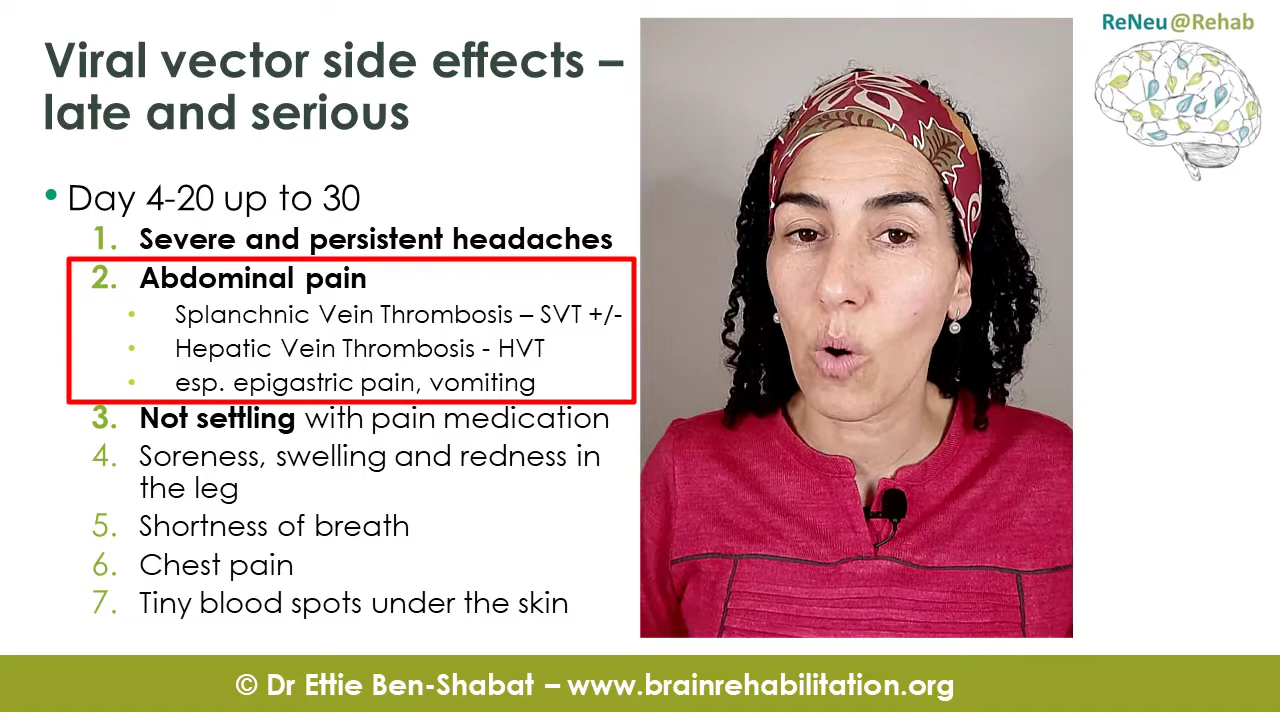 ReNeu@Rehab
Viral vector side effects –
late and serious
• Day 4-20 up to 30
1. Severe and persistent headaches
2. Abdominal pain
• Splanchnic Vein Thrombosis – SVT +/-
• Hepatic Vein Thrombosis - HVT
• esp. epigastric pain, vomiting
3. Not settling with pain medication
4. Soreness, swelling and redness in
the leg
5. Shortness of breath
6. Chest pain
7. Tiny blood spots under the skin
© Dr Ettie Ben-Shabat – www.brainrehabilitation.org